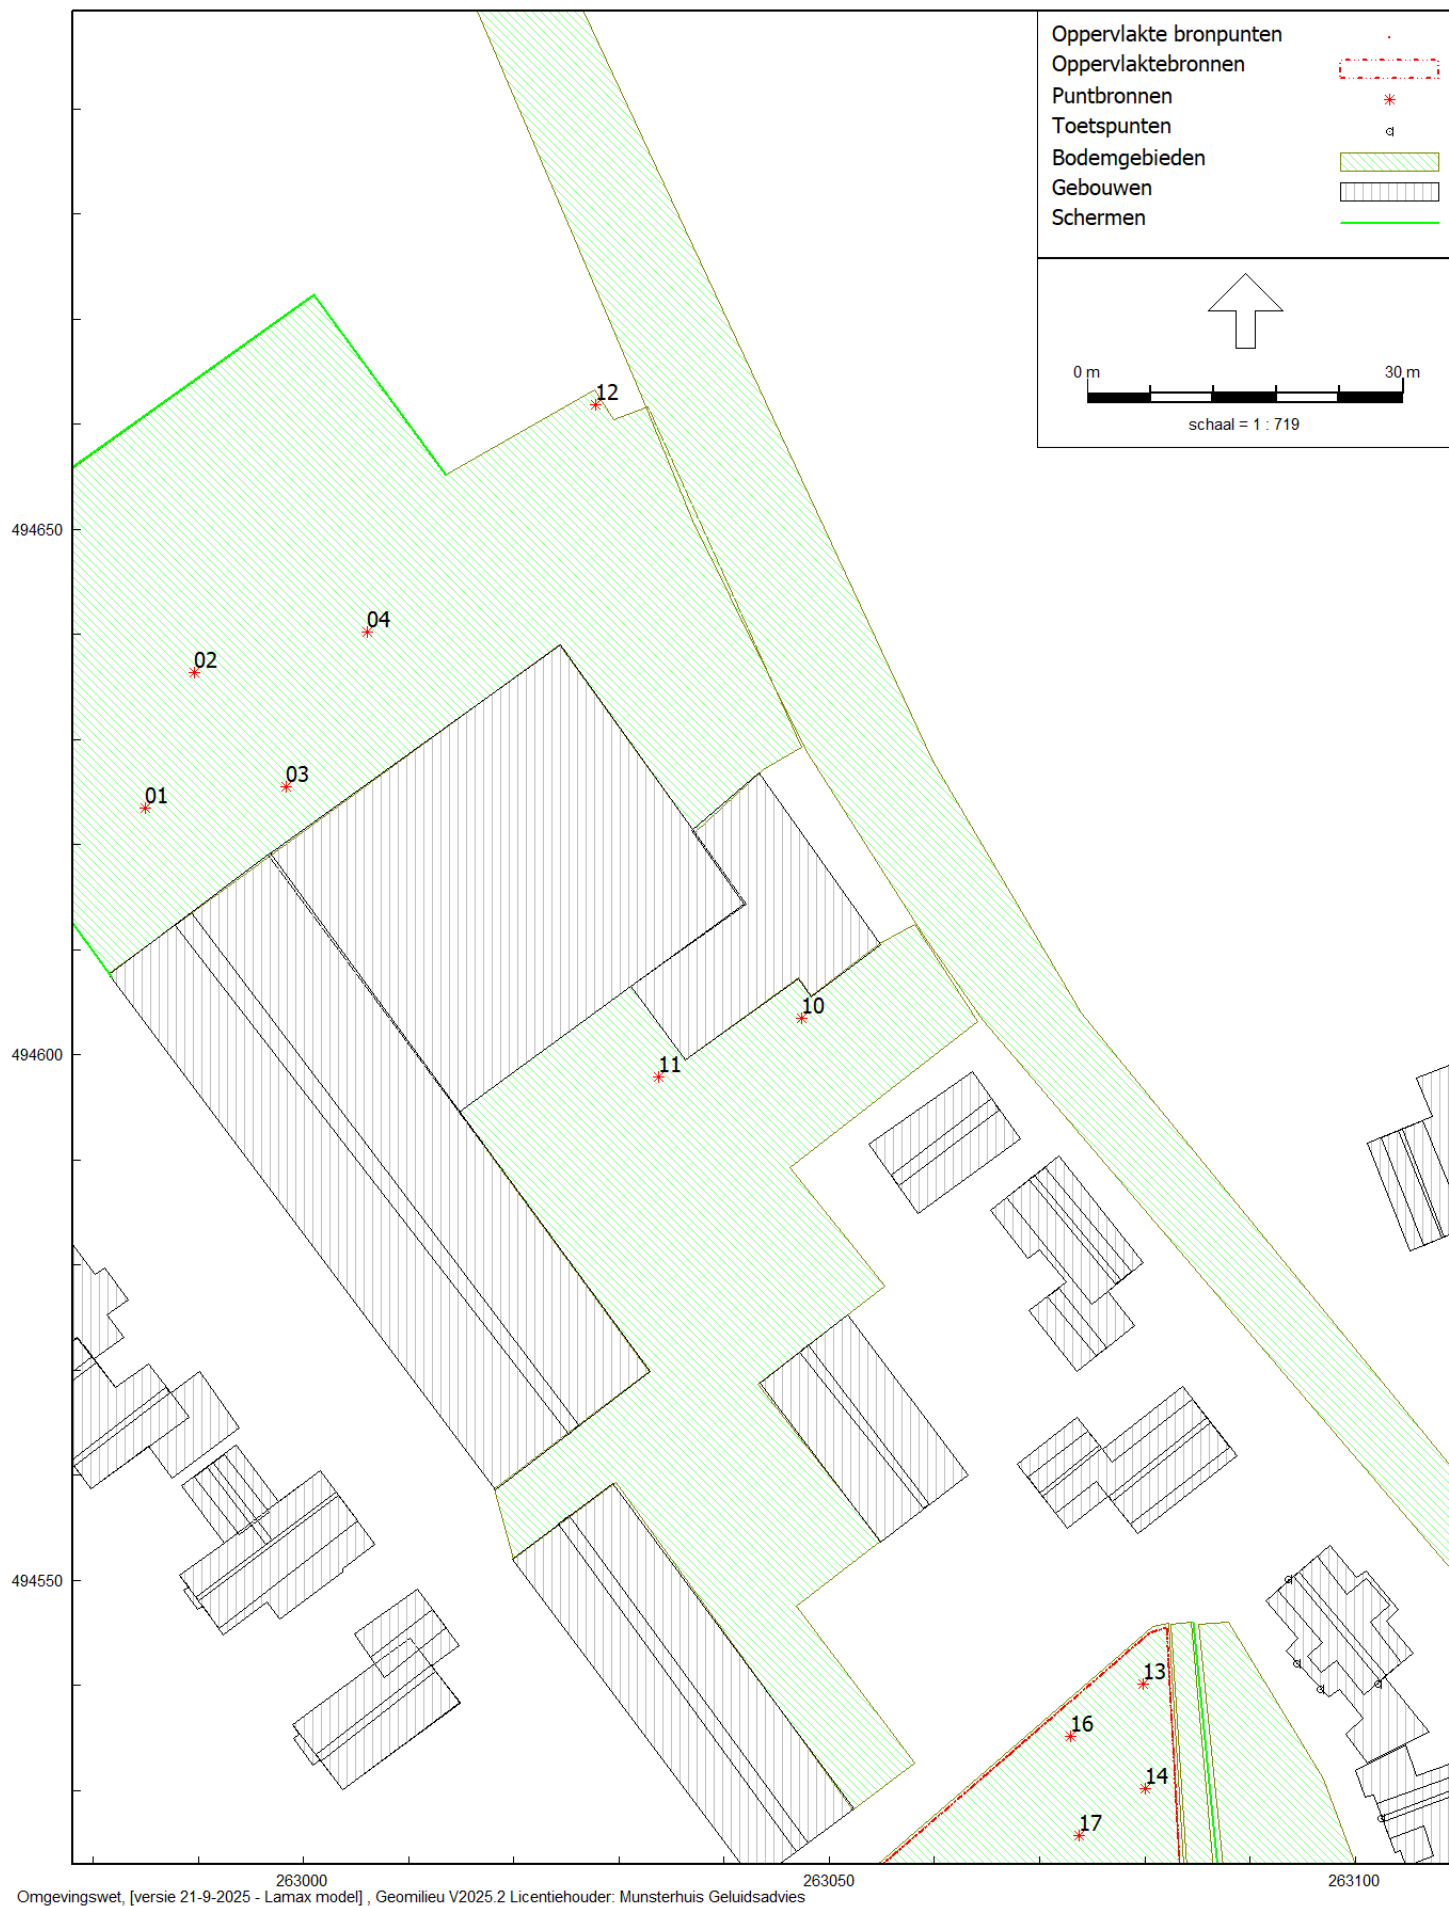 Oppervlakte bronpunten
Oppervlaktebronnen
Puntbronnen
Toetspunten
Bodemgebieden
Gebouwen
Schermen
0 m 30 m
schaal = 1 : 719
12
494650
04
02
03
01
10
494600
11
494550
13
16
14
17
263000 263050 263100
Omgevingswet, [versie 21-9-2025 - Lamax model] , Geomilieu V2025.2 Licentiehouder: Munsterhuis Geluidsadvies